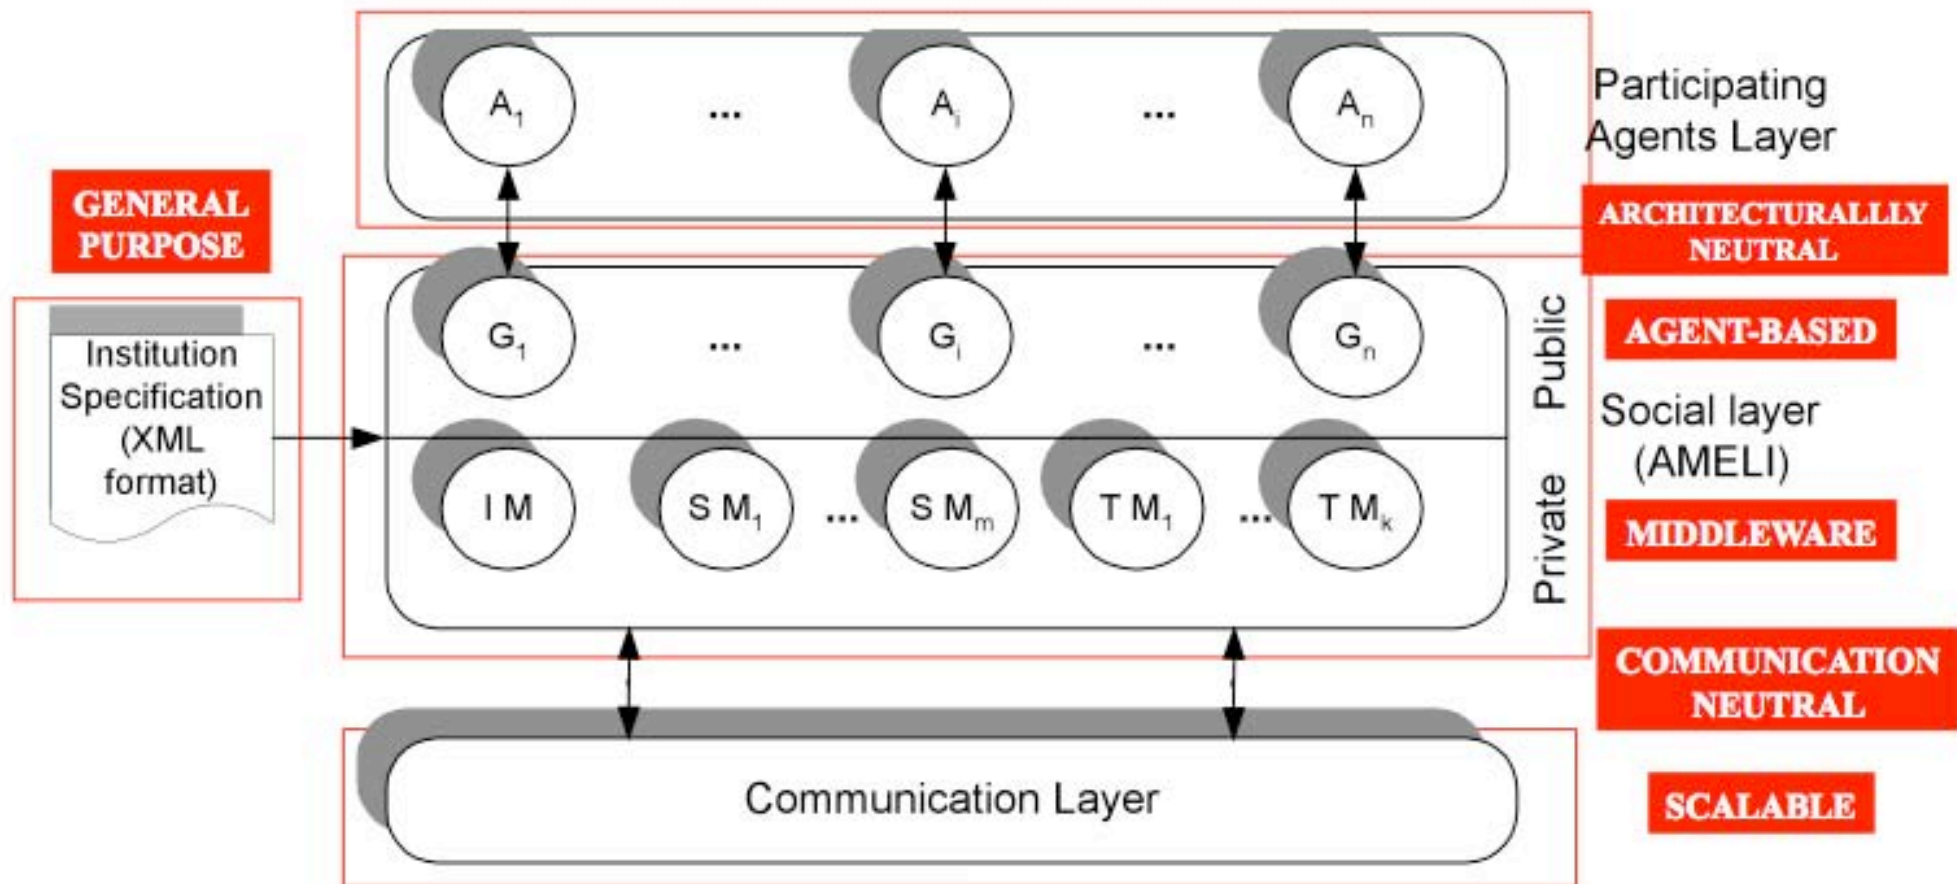 A1 ... Ai ... An
Participating
Agents Layer
GENERAL
PURPOSE
ARCHITECTURALLLY
NEUTRAL
Institution
Specification
(XML
format)
G1 ... Gi ... Gn
Public
AGENT-BASED
Social layer
(AMELI)
I M S M1 ... S Mm T M1 ... T Mk
Private
MIDDLEWARE
COMMUNICATION
NEUTRAL
Communication Layer
SCALABLE